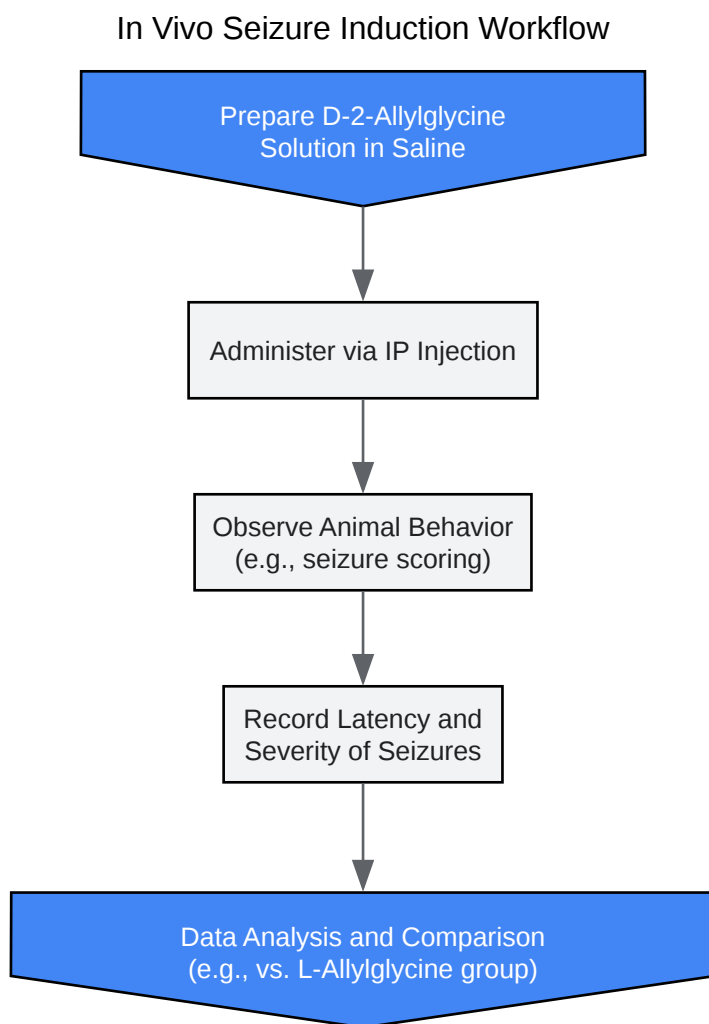 In Vivo Seizure Induction Workflow
Prepare D-2-Allylglycine
Solution in Saline
Administer via IP Injection
Observe Animal Behavior
(e.g., seizure scoring)
Record Latency and
Severity of Seizures
Data Analysis and Comparison
(e.g., vs. L-Allylglycine group)